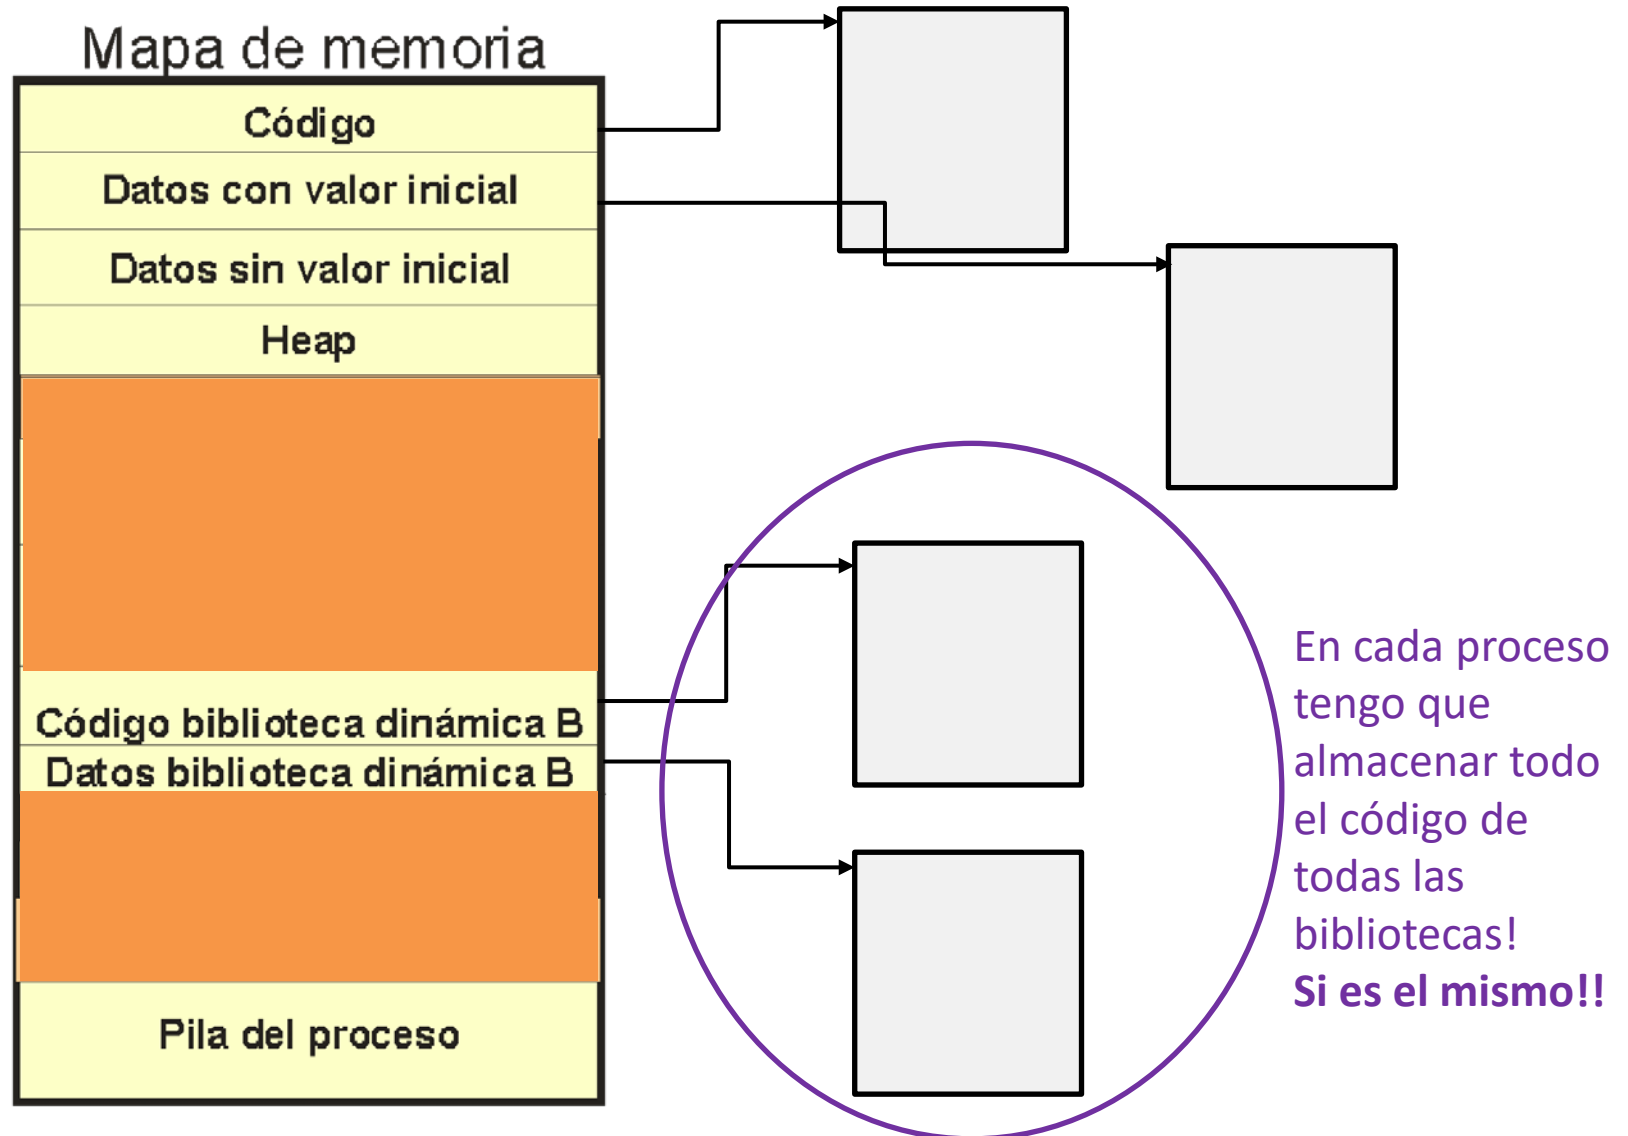 Mapa de memoria
Código
Datos con valor inicial
Datos sin valor inicial
Heap
Código biblioteca dinámica B
Datos biblioteca dinámica B
Pila del proceso
En cada proceso
tengo que
almacenar todo
el código de
todas las
bibliotecas!
Si es el mismo!!